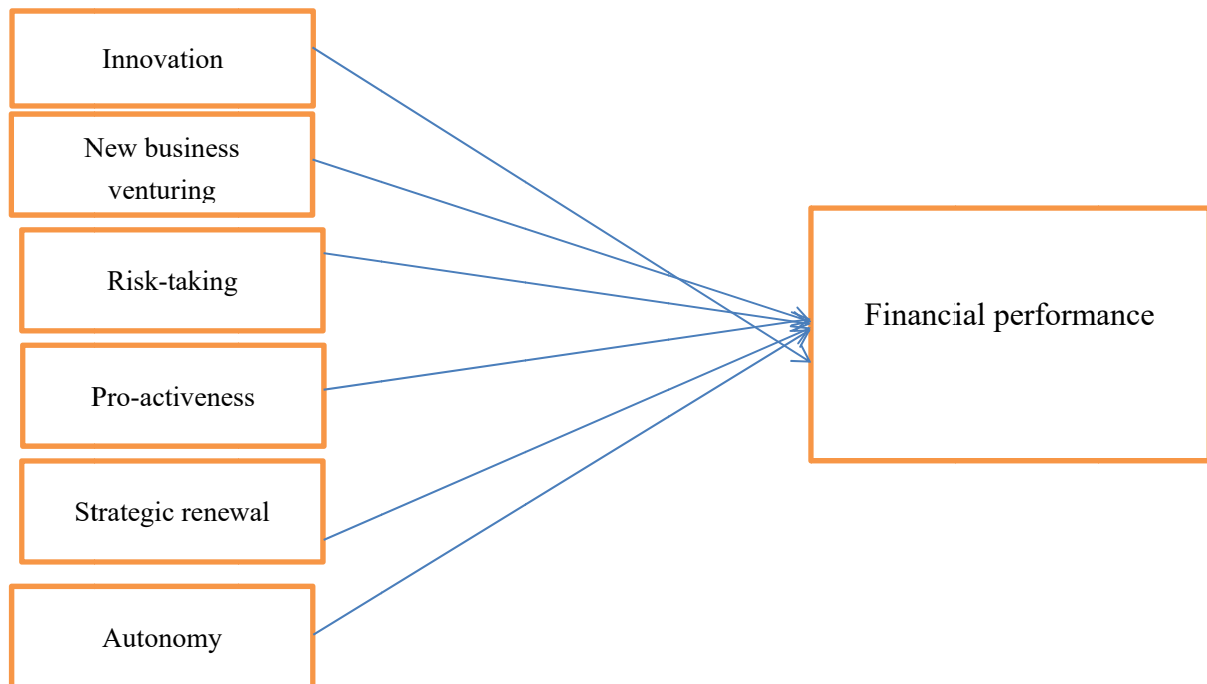 Innovation
New business
venturing
Risk-taking
Pro-activeness
Strategic renewal
Autonomy
Financial performance